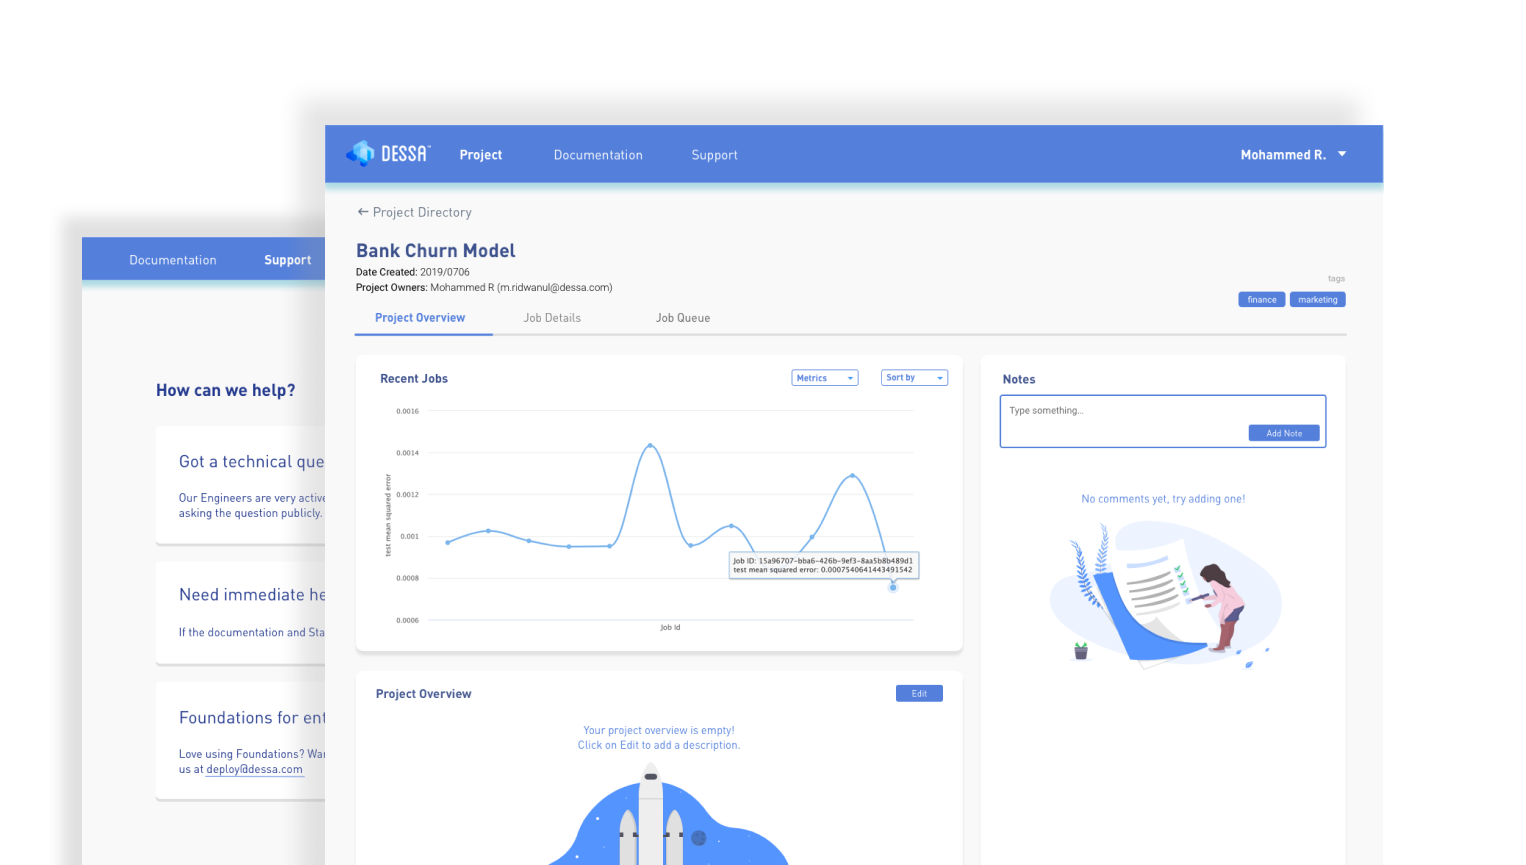 DESSA™
Project
Documentation
Support
Mohammed R.
← Project Directory
Bank Churn Model
Date Created: 2019/0706
Project Owners: Mohammed R (m.ridwanul@dessa.com)
tags
finance
marketing
Project Overview
Job Details
Job Queue
Recent Jobs
Metrics
Sort by
0.0016
0.0014
0.0012
0.001
0.0008
0.0006
test mean squared error
Job ID: 15a96707-bba6-426b-9ef3-8aa5b8b489d1
test mean squared error: 0.0007540641443491542
Job Id
Notes
Type something...
Add Note
No comments yet, try adding one!
Project Overview
Edit
Your project overview is empty!
Click on Edit to add a description.
Documentation
Support
How can we help?
Got a technical que
Our Engineers are very active
asking the question publicly.
Need immediate he
If the documentation and Sta
Foundations for ent
Love using Foundations? Wan
us at deploy@dessa.com